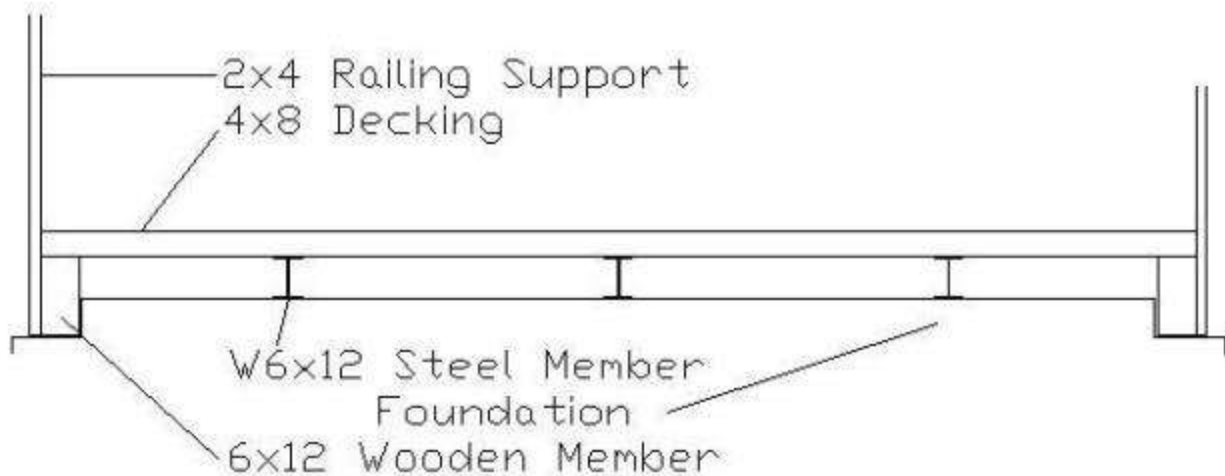 2x4 Railing Support
4x8 Decking
W6x12 Steel Member
Foundation
6x12 Wooden Member